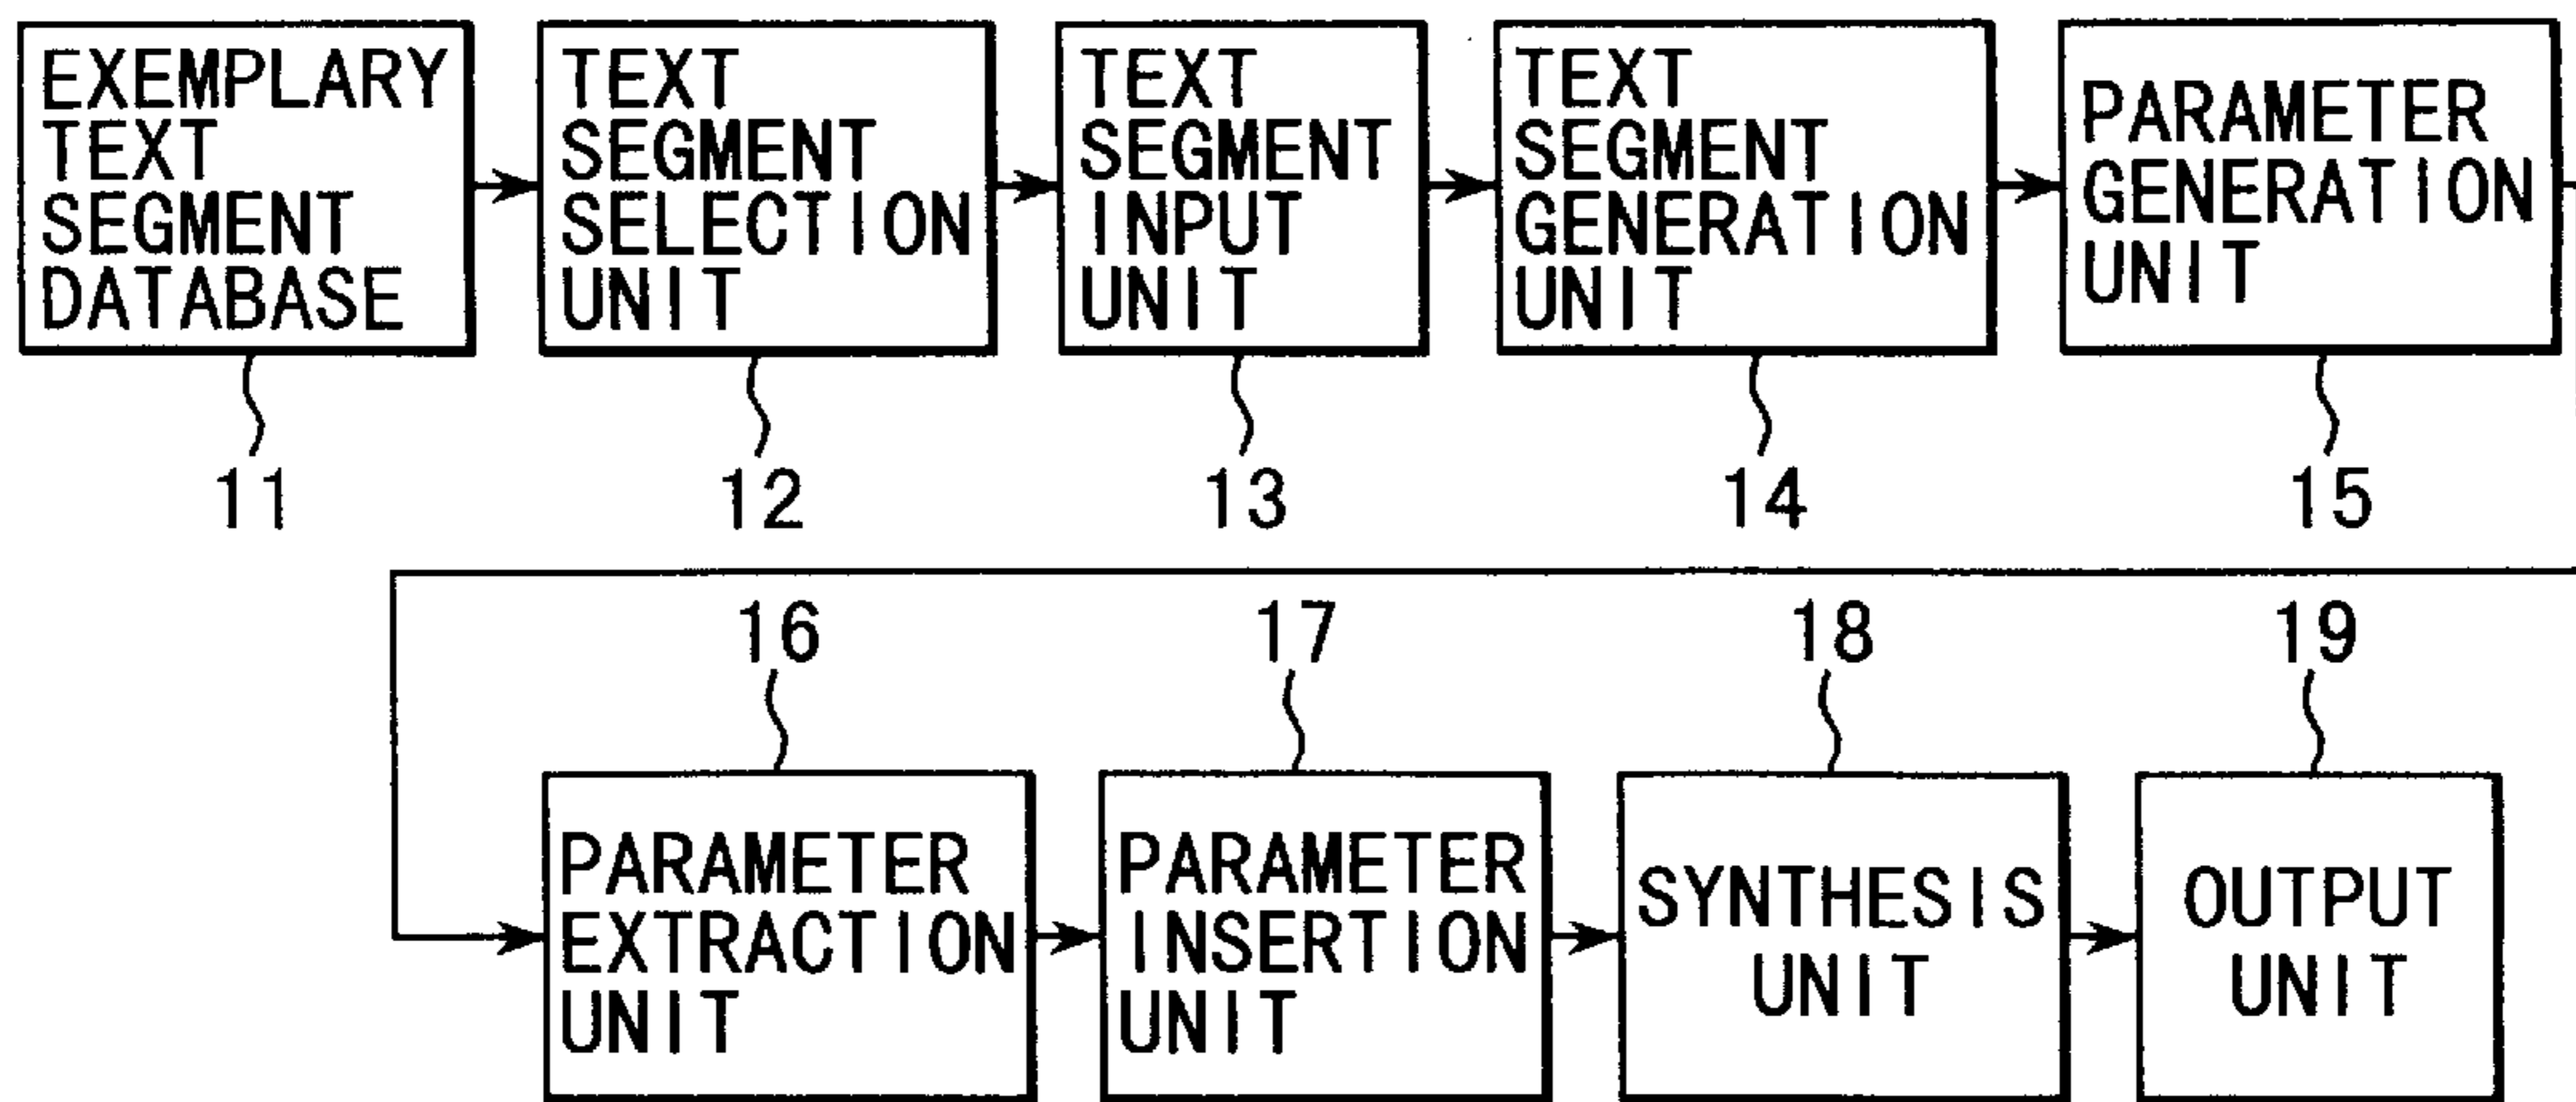 EXEMPLARY
TEXT
SEGMENT
DATABASE
TEXT
SEGMENT
SELECTION
UNIT
TEXT
SEGMENT
INPUT
UNIT
TEXT
SEGMENT
GENERATION
UNIT
PARAMETER
GENERATION
UNIT
11
12
13
14
15
16
17
18
19
PARAMETER
EXTRACTION
UNIT
PARAMETER
INSERTION
UNIT
SYNTHESIS
UNIT
OUTPUT
UNIT